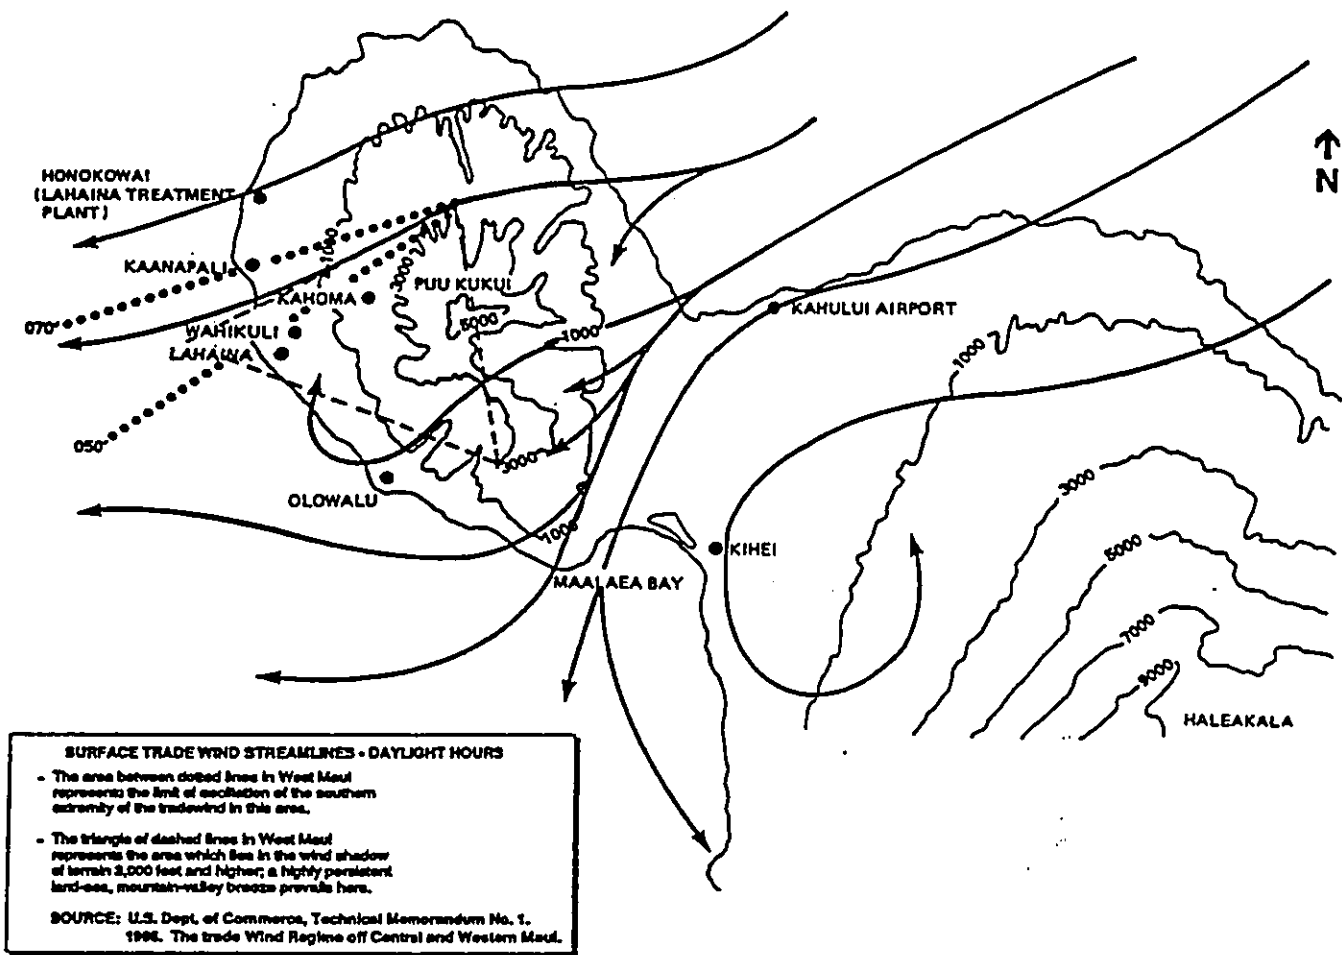 N
HONOKOWAI
(LAHAINA TREATMENT
PLANT)
1000
KAANAPALI
3000
PUU KUKUI
KAHOMA
KAHULUI AIRPORT
070
5000
WAHIKULI
1000
LAHAINA
1000
050
3000
OLOWALU
3000
1000
KIHEI
5000
MAALAEA BAY
7000
9000
HALEAKALA
SURFACE TRADE WIND STREAMLINES • DAYLIGHT HOURS
- The area between dotted lines in West Maui
represents the limit of oscillation of the southern
extremity of the tradewind in this area.
- The triangle of dashed lines in West Maui
represents the area which lies in the wind shadow
of terrain 3,000 feet and higher; a highly persistent
land-sea, mountain-valley breeze prevails here.
SOURCE: U.S. Dept. of Commerce, Technical Memorandum No. 1.
The trade Wind Regime off Central and Western Maui.